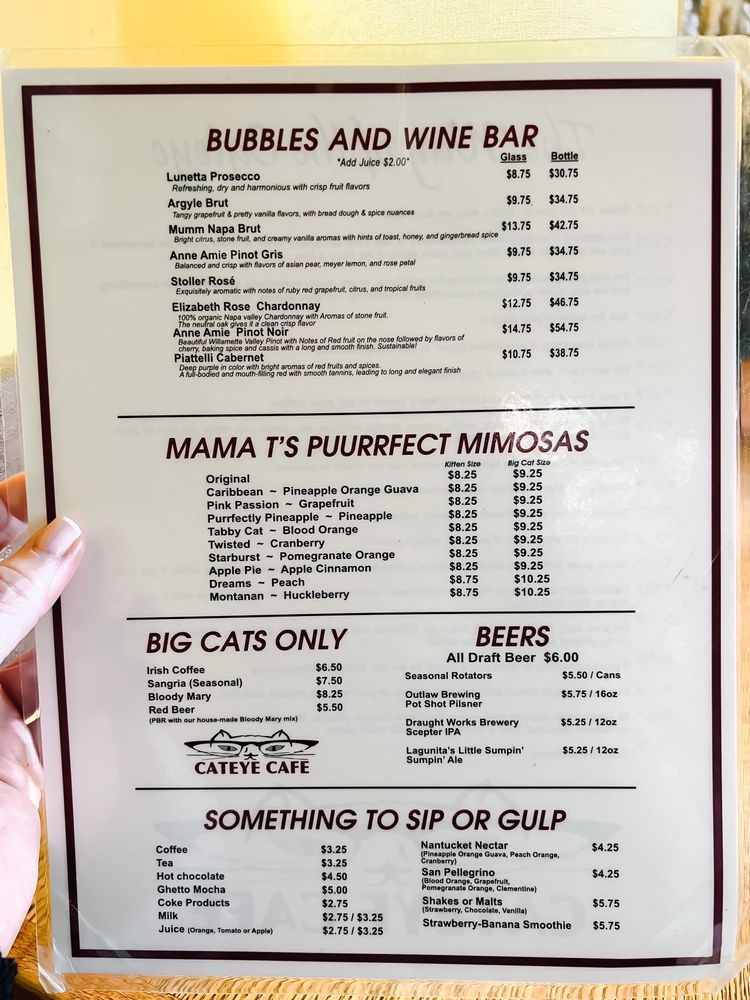 BUBBLES AND WINE BAR
*Add Juice $2.00* Glass Bottle
Lunetta Prosecco $8.75 $30.75
Refreshing, dry and harmonious with crisp fruit flavors
Argyle Brut $9.75 $34.75
Tangy grapefruit & pretty vanilla flavors, with bread dough & spice nuances
Mumm Napa Brut $13.75 $42.75
Bright citrus, stone fruit, and creamy vanilla aromas with hints of toast, honey, and gingerbread spice
Anne Amie Pinot Gris $9.75 $34.75
Balanced and crisp with flavors of asian pear, meyer lemon, and rose petal
Stoller Rosé $9.75 $34.75
Exquisitely aromatic with notes of ruby red grapefruit, citrus, and tropical fruits
Elizabeth Rose Chardonnay $12.75 $46.75
100% organic Napa valley Chardonnay with Aromas of stone fruit.
The neutral oak gives it a clean crisp flavor
Anne Amie Pinot Noir $14.75 $54.75
Beautiful Willamette Valley Pinot with Notes of Red fruit on the nose followed by flavors of
cherry, baking spice and cassis with a long and smooth finish. Sustainable!
Piattelli Cabernet $10.75 $38.75
Deep purple in color with bright aromas of red fruits and spices.
A full-bodied and mouth-filling red with smooth tannins, leading to long and elegant finish
MAMA T'S PUURRFECT MIMOSAS
Kitten Size Big Cat Size
Original $8.25 $9.25
Caribbean ~ Pineapple Orange Guava $8.25 $9.25
Pink Passion ~ Grapefruit $8.25 $9.25
Purrfectly Pineapple ~ Pineapple $8.25 $9.25
Tabby Cat ~ Blood Orange $8.25 $9.25
Twisted ~ Cranberry $8.25 $9.25
Starburst ~ Pomegranate Orange $8.25 $9.25
Apple Pie ~ Apple Cinnamon $8.25 $9.25
Dreams ~ Peach $8.75 $10.25
Montanan ~ Huckleberry $8.75 $10.25
BIG CATS ONLY
Irish Coffee $6.50
Sangria (Seasonal) $7.50
Bloody Mary $8.25
Red Beer $5.50
(PBR with our house-made Bloody Mary mix)
CATEYE CAFE
BEERS
All Draft Beer $6.00
Seasonal Rotators $5.50 / Cans
Outlaw Brewing $5.75 / 16oz
Pot Shot Pilsner
Draught Works Brewery $5.25 / 12oz
Scepter IPA
Lagunita's Little Sumpin' $5.25 / 12oz
Sumpin' Ale
SOMETHING TO SIP OR GULP
Coffee $3.25
Tea $3.25
Hot chocolate $4.50
Ghetto Mocha $5.00
Coke Products $2.75
Milk $2.75 / $3.25
Juice (Orange, Tomato or Apple) $2.75 / $3.25
Nantucket Nectar $4.25
(Pineapple Orange Guava, Peach Orange,
Cranberry)
San Pellegrino $4.25
(Blood Orange, Grapefruit,
Pomegranate Orange, Clementine)
Shakes or Malts $5.75
(Strawberry, Chocolate, Vanilla)
Strawberry-Banana Smoothie $5.75